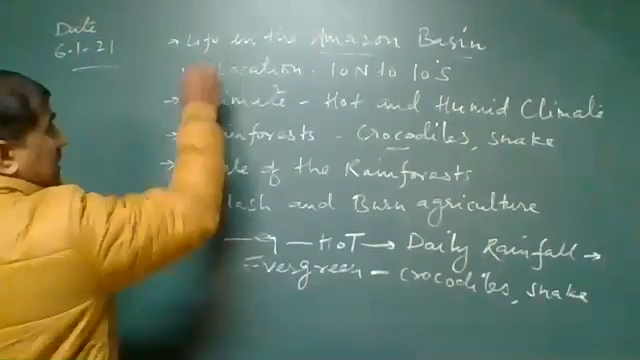 Date
6.1.21
→ Life in the Amazon Basin
Location - 10 N to 10°S
→ Climate - Hot and Humid Climate
→ Rainforests - Crocodiles, snake
→ of the Rainforests
Slash and Burn agriculture
— HOT → Daily Rainfall →
Evergreen - crocodiles, snake